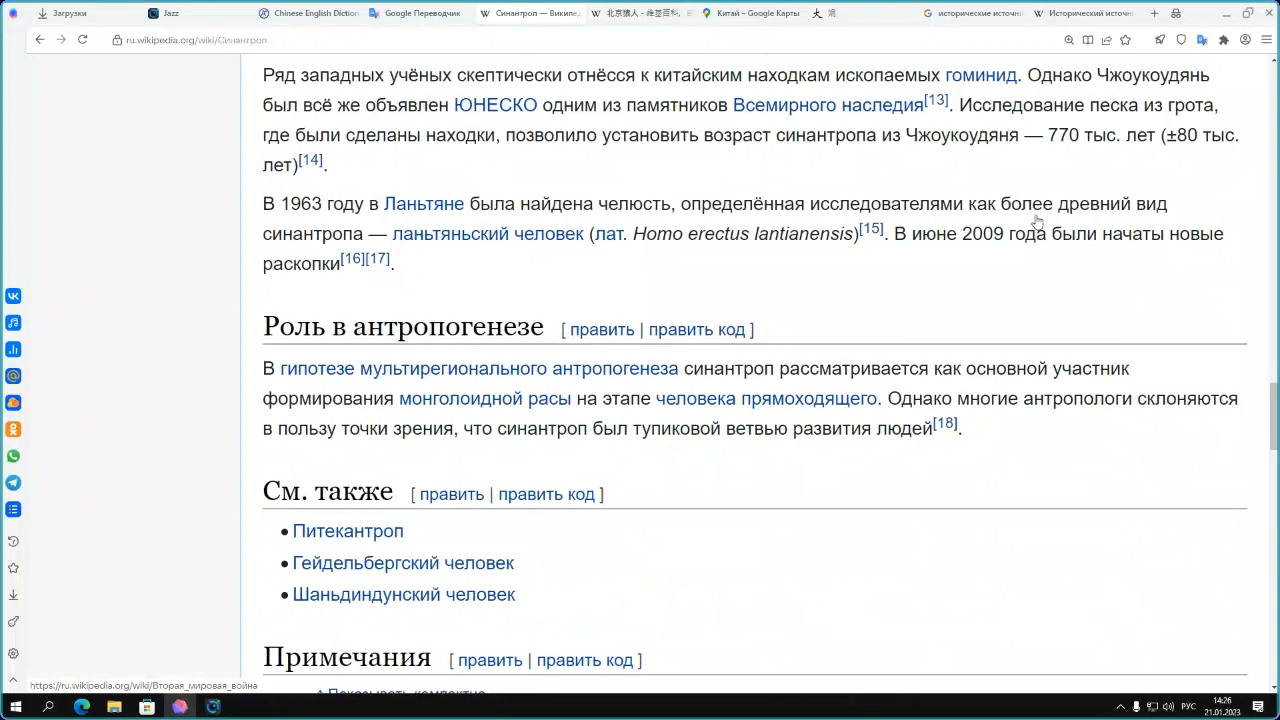 Загрузки Jazz Chinese English Diction Google Переводчик Синантроп — Википед 北京猿人 - 维基百科, Китай – Google Карты исторические источни Исторический источн
ru.wikipedia.org/wiki/Синантроп
Ряд западных учёных скептически отнёсся к китайским находкам ископаемых гоминид. Однако Чжоукоудянь
был всё же объявлен ЮНЕСКО одним из памятников Всемирного наследия[13]. Исследование песка из грота,
где были сделаны находки, позволило установить возраст синантропа из Чжоукоудяня — 770 тыс. лет (±80 тыс.
лет)[14].
В 1963 году в Ланьтяне была найдена челюсть, определённая исследователями как более древний вид
синантропа — ланьтяньский человек (лат. Homo erectus lantianensis)[15]. В июне 2009 года были начаты новые
раскопки[16][17].
Роль в антропогенезе [ править | править код ]
В гипотезе мультирегионального антропогенеза синантроп рассматривается как основной участник
формирования монголоидной расы на этапе человека прямоходящего. Однако многие антропологи склоняются
в пользу точки зрения, что синантроп был тупиковой ветвью развития людей[18].
См. также [ править | править код ]
• Питекантроп
• Гейдельбергский человек
• Шаньдиндунский человек
Примечания [ править | править код ]
↑ Показывать компактно
https://ru.wikipedia.org/wiki/Вторая_мировая_война
РУС
14:26
21.01.2023